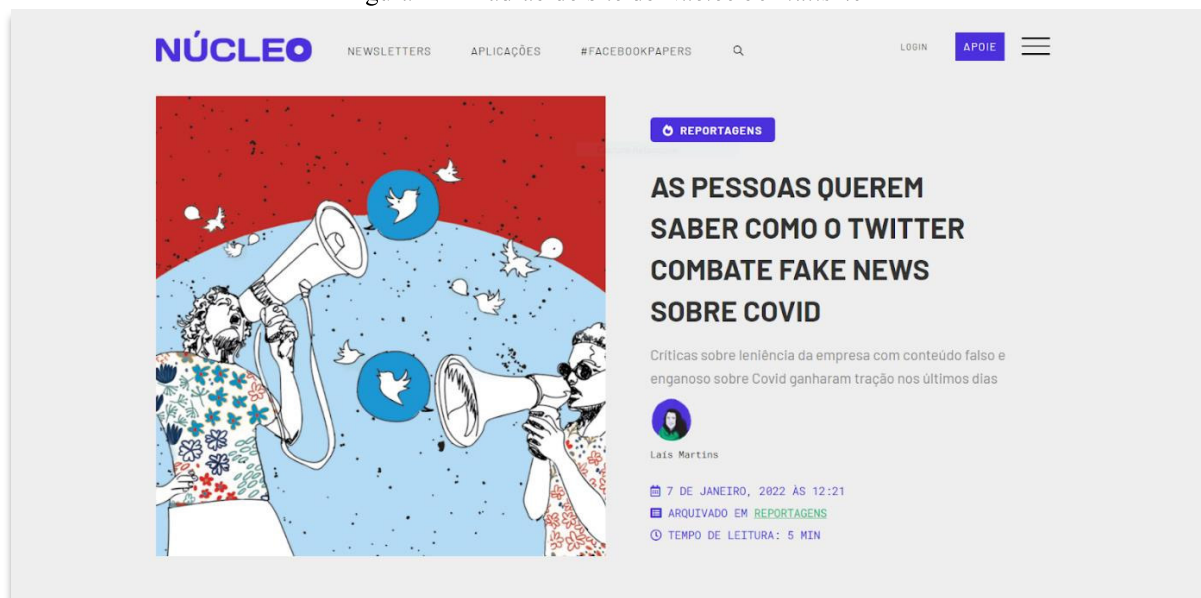 NÚCLEO
NEWSLETTERS APLICAÇÕES #FACEBOOKPAPERS LOGIN APOIE
REPORTAGENS
AS PESSOAS QUEREM
SABER COMO O TWITTER
COMBATE FAKE NEWS
SOBRE COVID
Críticas sobre leniência da empresa com conteúdo falso e
enganoso sobre Covid ganharam tração nos últimos dias
Laís Martins
7 DE JANEIRO, 2022 ÀS 12:21
ARQUIVADO EM REPORTAGENS
TEMPO DE LEITURA: 5 MIN